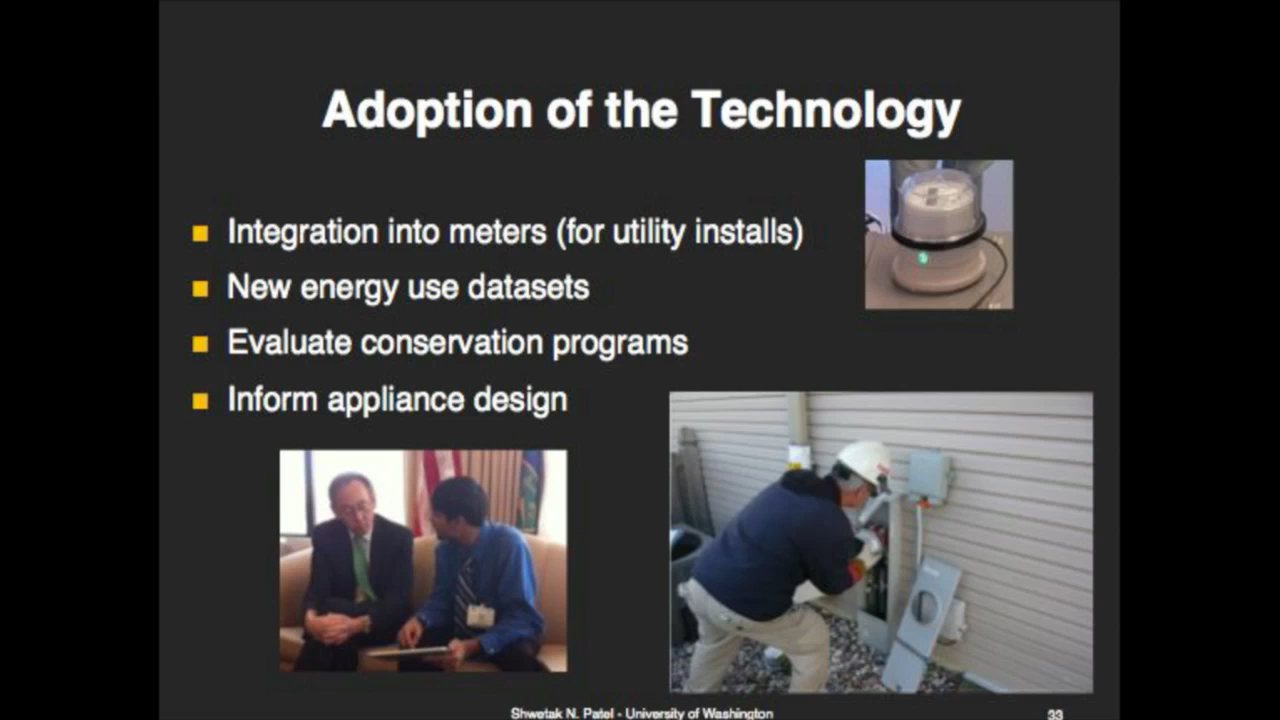 Adoption of the Technology
Integration into meters (for utility installs)
New energy use datasets
Evaluate conservation programs
Inform appliance design
Shwetak N. Patel - University of Washington
33